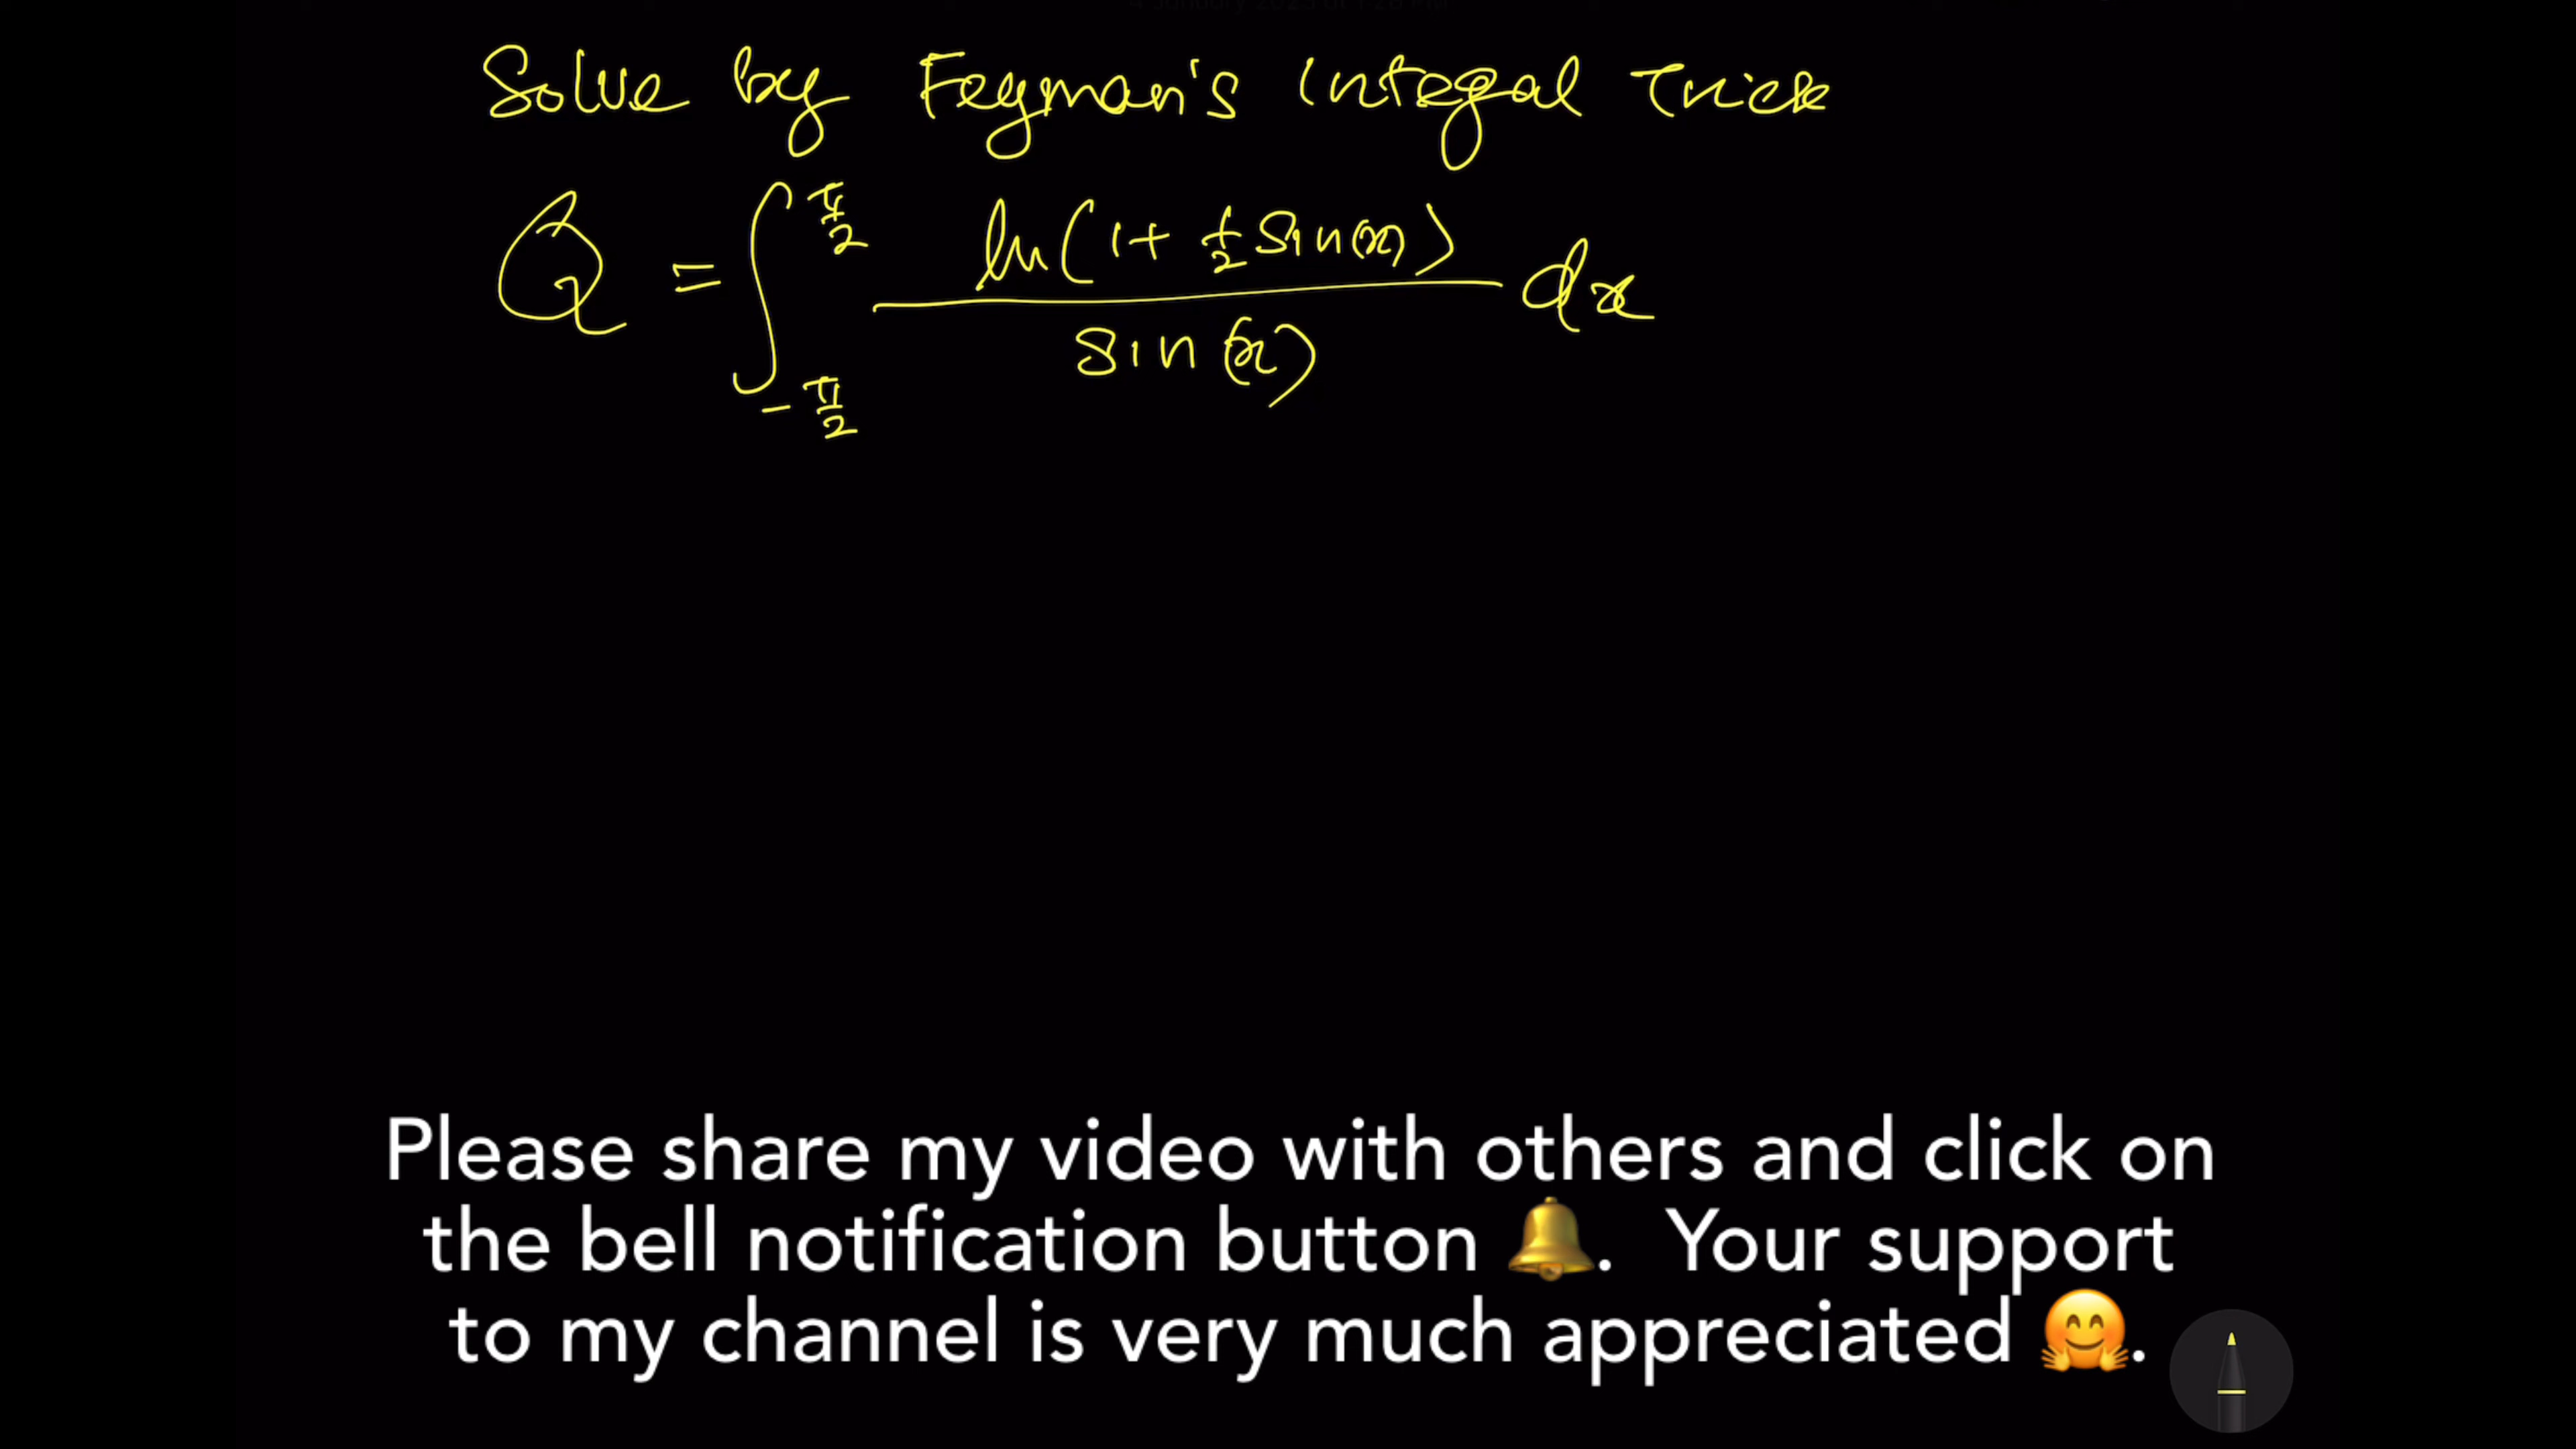 Solve by Feyman's integral Trick
Q = ∫_{-π/2}^{π/2} ln(1+ 1/2 sin(x)) / sin(x) dx
Please share my video with others and click on
the bell notification button 🔔. Your support
to my channel is very much appreciated 🤗.